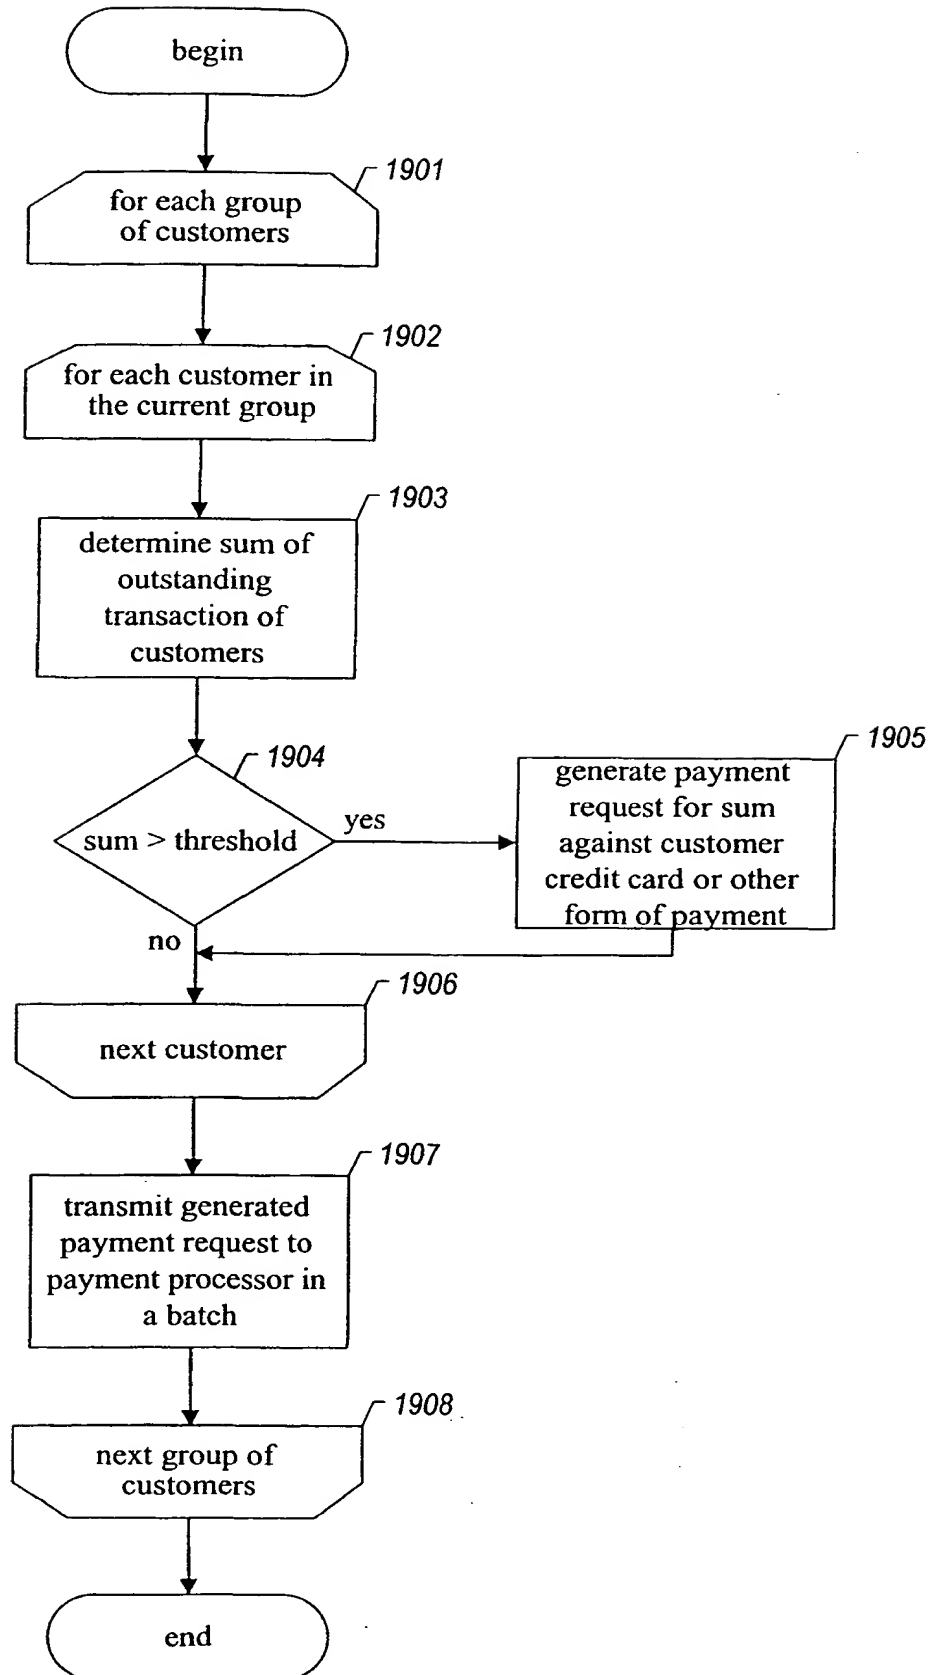 begin
1901
for each group
of customers
1902
for each customer in
the current group
1903
determine sum of
outstanding
transaction of
customers
1904
sum > threshold
yes
1905
generate payment
request for sum
against customer
credit card or other
form of payment
no
1906
next customer
1907
transmit generated
payment request to
payment processor in
a batch
1908
next group of
customers
end